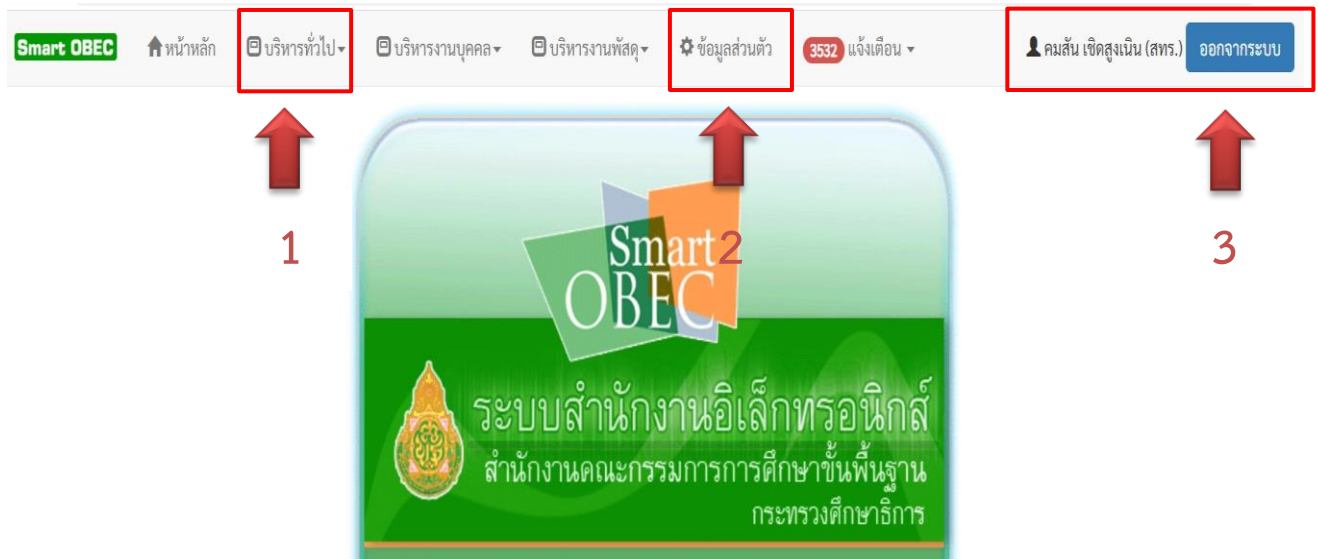 Smart OBEC หน้าหลัก บริหารทั่วไป บริหารงานบุคคล บริหารงานพัสดุ ข้อมูลส่วนตัว 3532 แจ้งเตือน คมสัน เชิดสูงเนิน (สทร.) ออกจากระบบ
1 2 3
Smart
OBEC
ระบบสำนักงานอิเล็กทรอนิกส์
สำนักงานคณะกรรมการการศึกษาขั้นพื้นฐาน
กระทรวงศึกษาธิการ